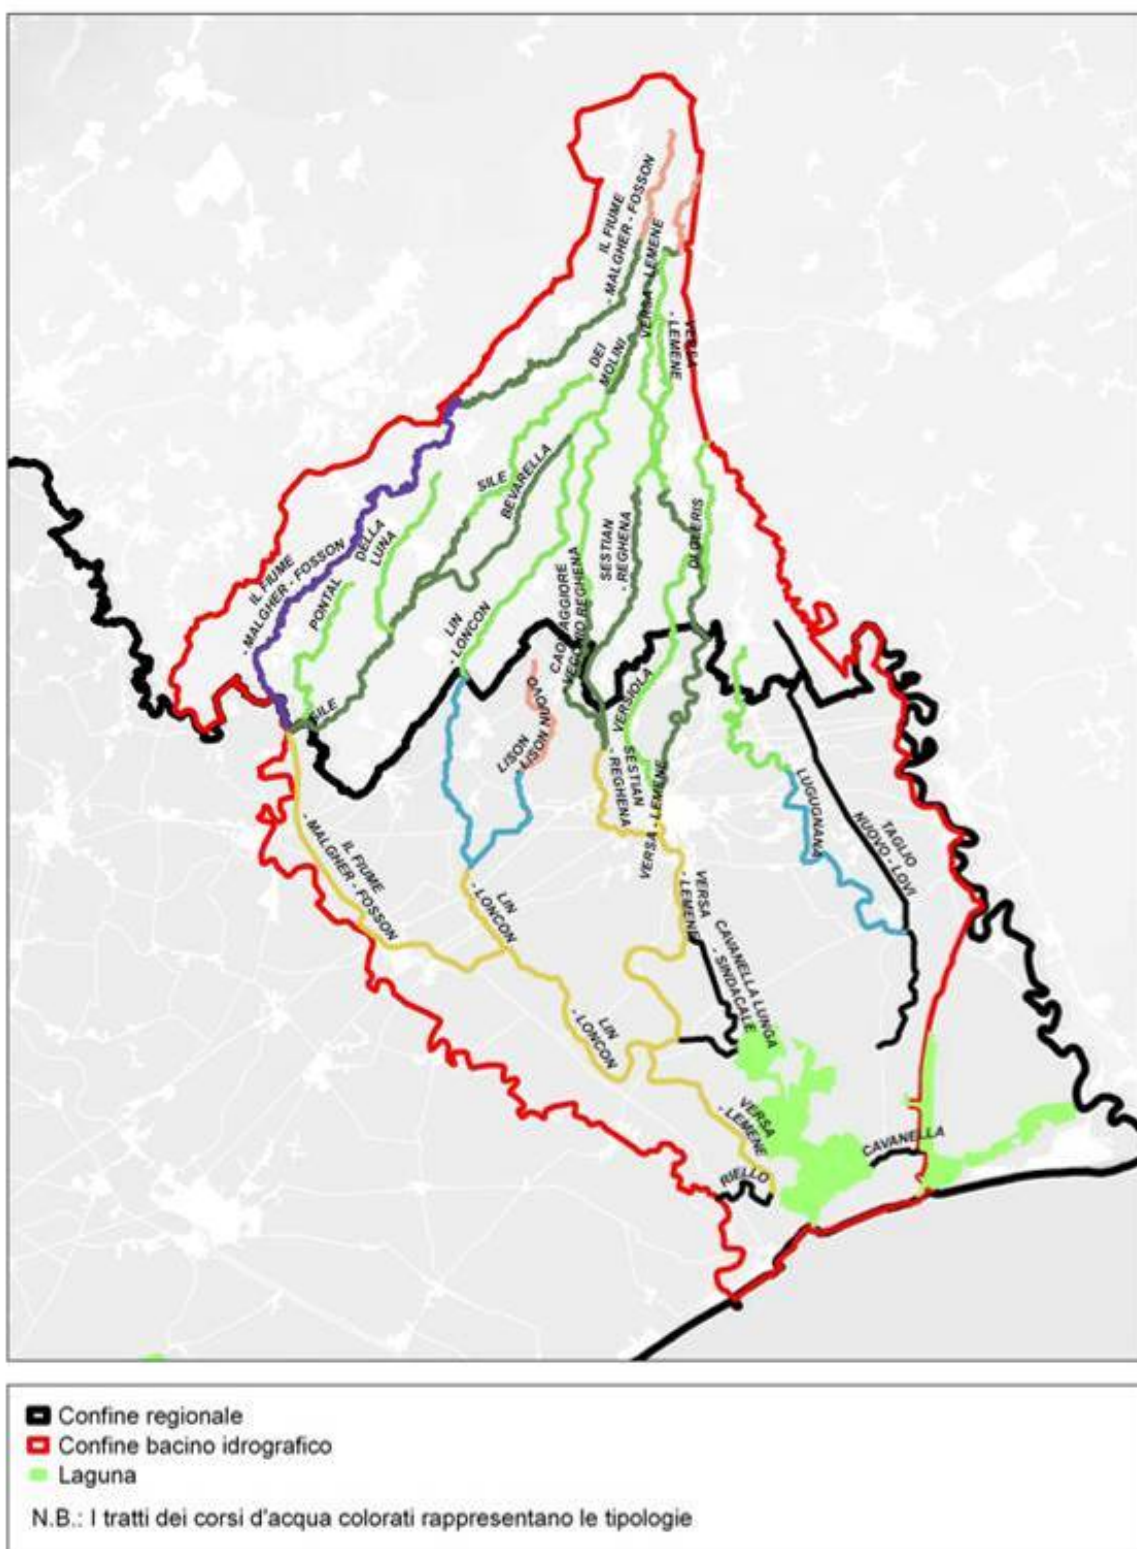 IL FIUME
- MALGHER - FOSSON
VERSA - LEMENE
VERSA
- LEMENE
DEI
MOLINI
SILE
BEVARELLA
DELLA
LUNA
IL FIUME
- MALGHER - FOSSON
PONTAL
SESTIAN
- REGHENA
DI GLERIS
CAOMAGGIORE
VECCHIO REGHENA
LIN
- LONCON
SILE
VERSIOLA
LISON
LISON NUOVO
SESTIAN
- REGHENA
VERSA - LEMENE
LUGUGNANA
TAGLIO
NUOVO - LOVI
IL FIUME
- MALGHER - FOSSON
LIN
- LONCON
VERSA
- LEMENE
CAVANELLA LUNGA
- SINDACALE
LIN
- LONCON
VERSA
- LEMENE
CAVANELLA
RIELLO
Confine regionale
Confine bacino idrografico
Laguna
N.B.: I tratti dei corsi d'acqua colorati rappresentano le tipologie